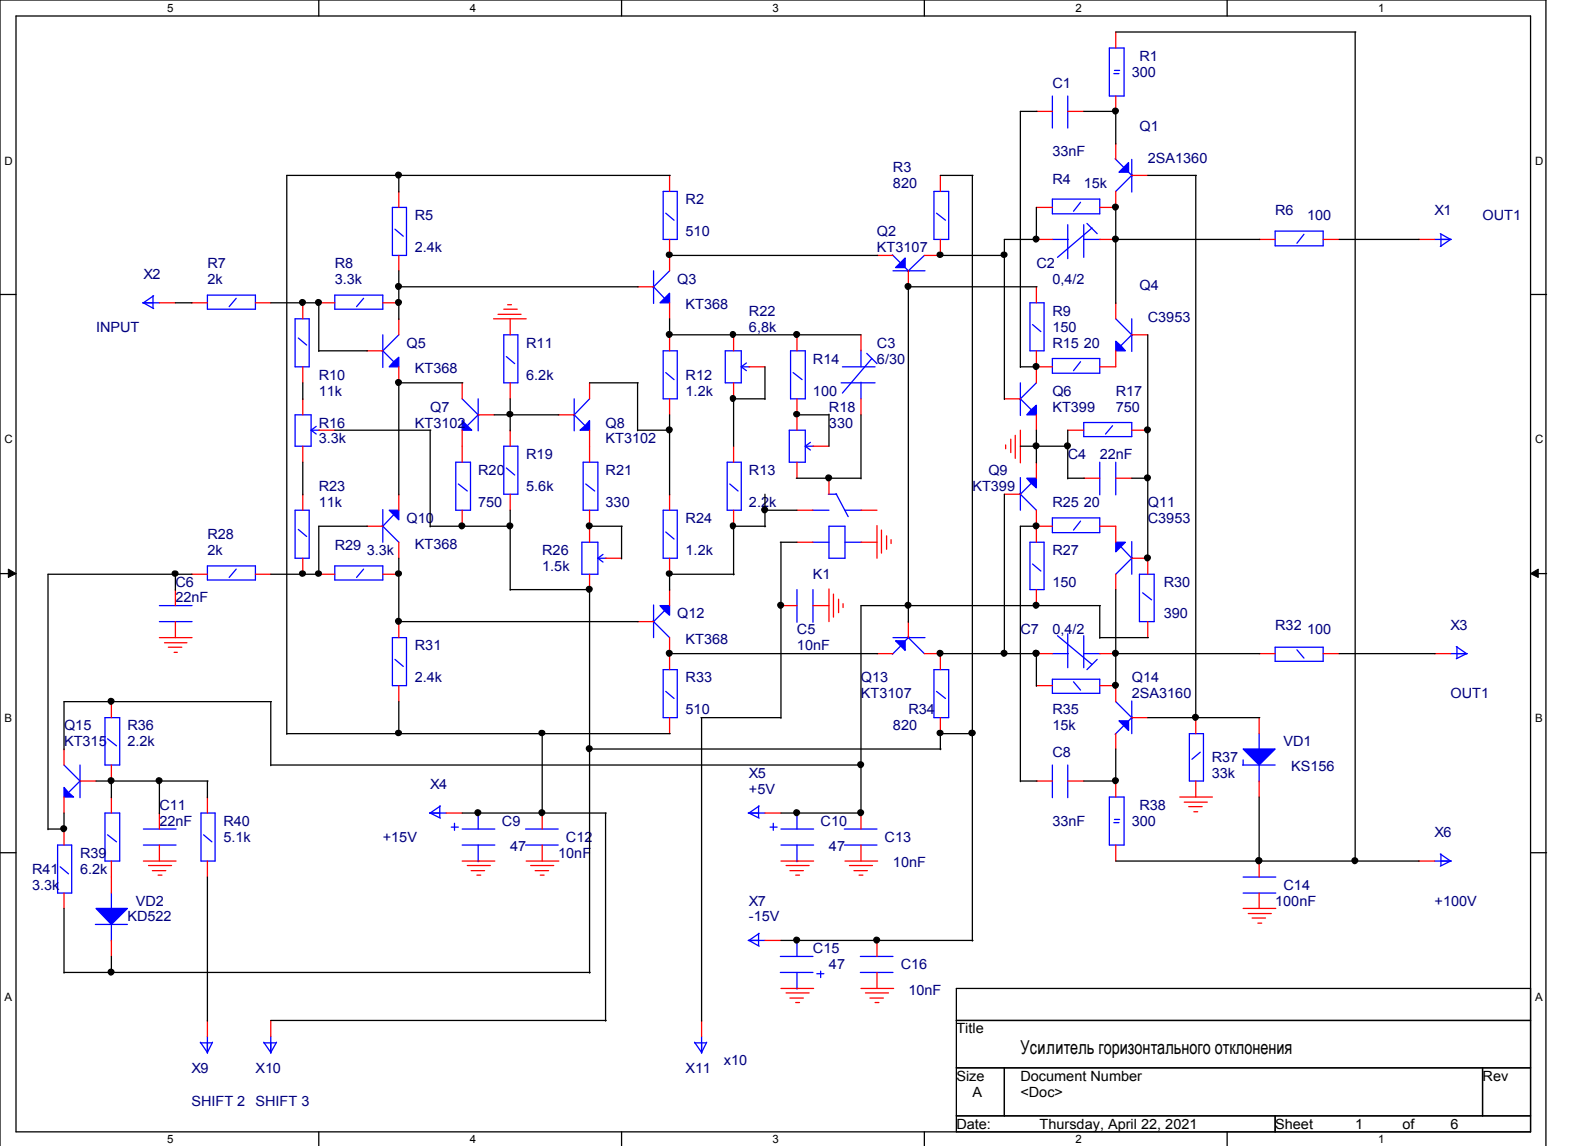 5
4
3
2
1
D
D
R1
300
C1
33nF
Q1
2SA1360
R4
15k
R3
820
R2
510
R5
2.4k
Q2
KT3107
C2
0,4/2
R6
100
X1
OUT1
X2
INPUT
R7
2k
R8
3.3k
Q3
KT368
Q4
C3953
R22
6,8k
R9
150
R15 20
Q5
KT368
R11
6.2k
R10
11k
R12
1.2k
R14
100
C3
6/30
R18
330
Q6
KT399
R17
750
Q7
KT3102
Q8
KT3102
R16
3.3k
C
C
C4
22nF
R19
5.6k
R20
750
R21
330
R13
2.2k
Q9
KT399
R23
11k
R25 20
Q11
C3953
Q10
KT368
R24
1.2k
R28
2k
R29
3.3k
R26
1.5k
R27
150
K1
C6
22nF
R30
390
Q12
KT368
C5
10nF
C7
0,4/2
R32
100
X3
OUT1
R31
2.4k
R33
510
Q13
KT3107
R34
820
Q14
2SA3160
R35
15k
B
B
Q15
KT315
R36
2.2k
C8
33nF
R37
33k
VD1
KS156
X4
+15V
X5
+5V
C11
22nF
R40
5.1k
C9
47
C12
10nF
C10
47
C13
10nF
R38
300
X6
+100V
R39
6.2k
R41
3.3k
VD2
KD522
C14
100nF
X7
-15V
C15
47
C16
10nF
A
A
X9
X10
X11
x10
SHIFT 2
SHIFT 3
Title
Усилитель горизонтального отклонения
Size
A
Document Number
<Doc>
Rev
Date:
Thursday, April 22, 2021
Sheet
1
of
6
5
4
3
2
1